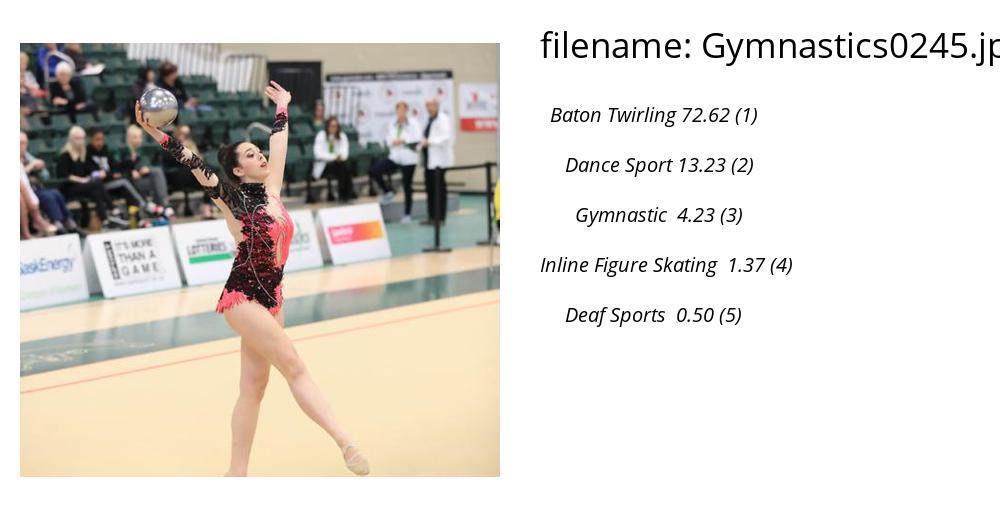 filename: Gymnastics0245.jp
Baton Twirling 72.62 (1)
Dance Sport 13.23 (2)
Gymnastic 4.23 (3)
Inline Figure Skating 1.37 (4)
Deaf Sports 0.50 (5)
SaskEnergy
IT'S MORE
THAN A
GAME.
LOTTERIES